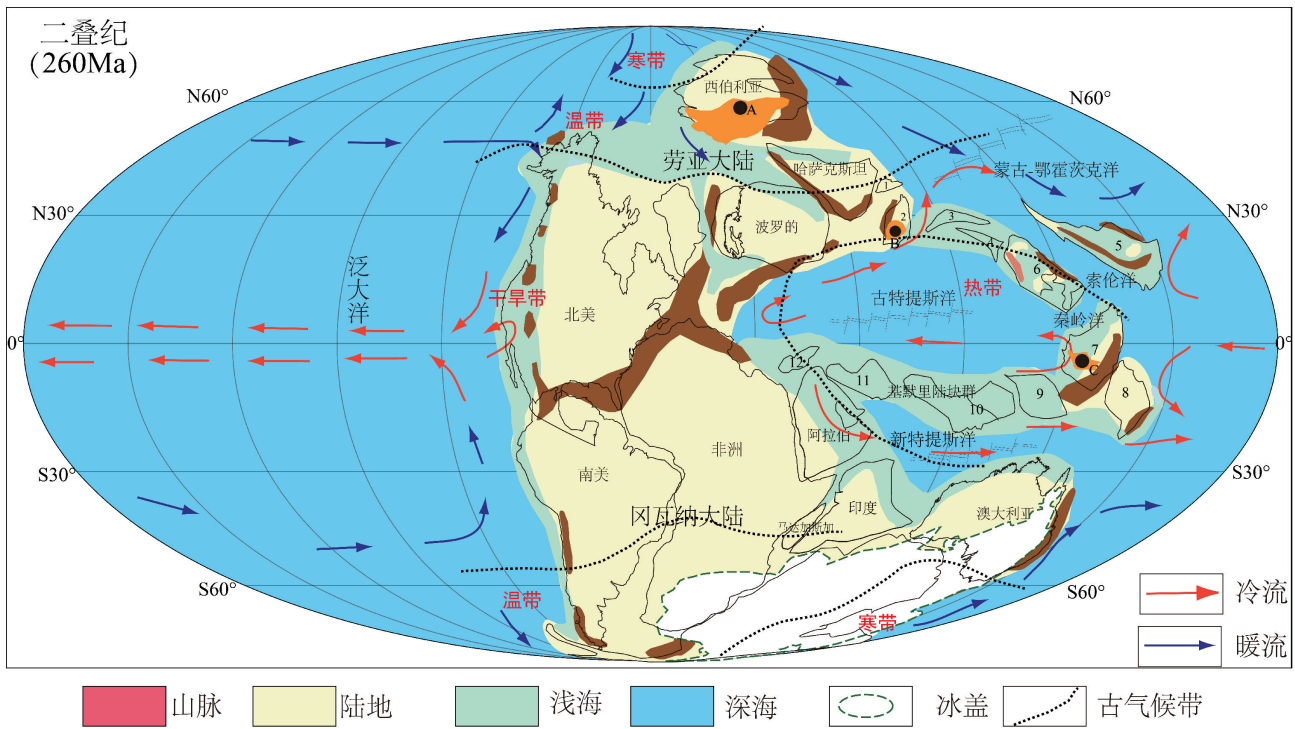 二叠纪
(260Ma)
寒带
西伯利亚
A
N60°
N60°
温带
劳亚大陆
哈萨克斯坦
蒙古-鄂霍茨克洋
1
N30°
N30°
波罗的
2
3
B
4
5
6
泛大洋
干旱带
北美
古特提斯洋
热带
索伦洋
秦岭洋
0°
0°
7
C
12
11
基默里陆块群
10
9
8
阿拉伯
新特提斯洋
非洲
S30°
S30°
南美
冈瓦纳大陆
印度
马达加斯加..
澳大利亚
S60°
S60°
温带
寒带
冷流
暖流
山脉
陆地
浅海
深海
冰盖
古气候带